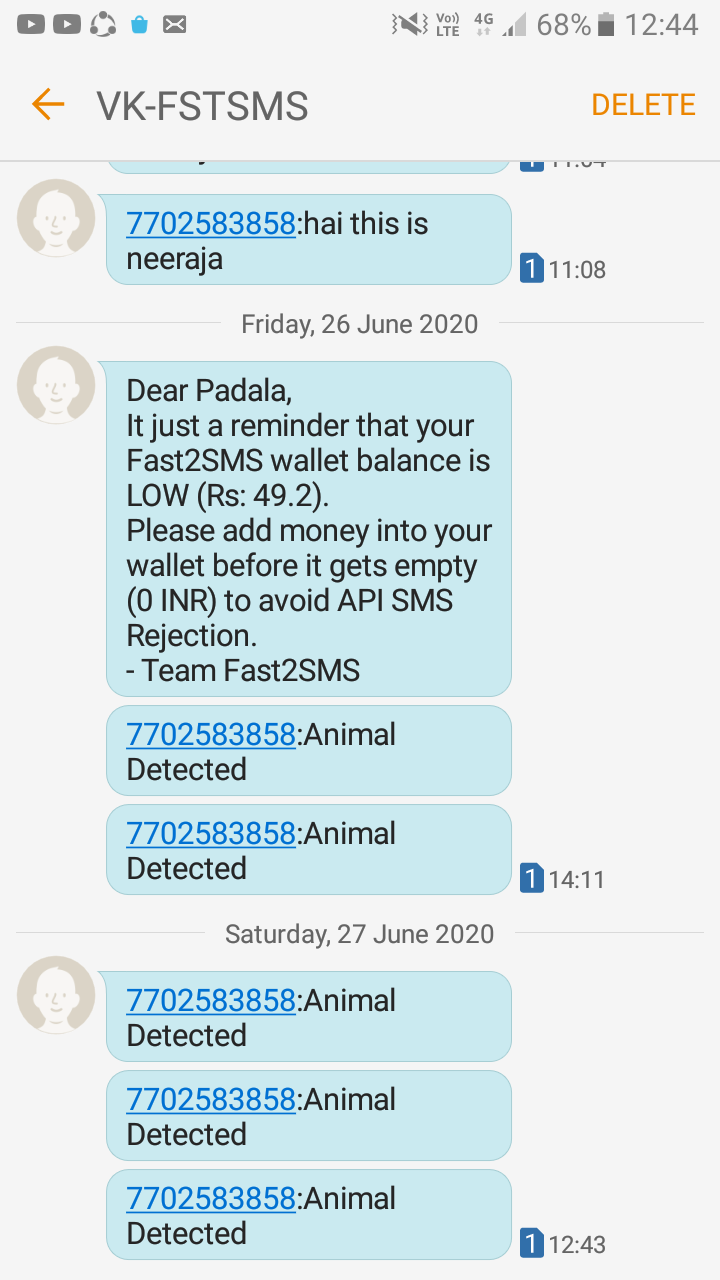 Vo)) LTE 4G 68% 12:44
VK-FSTSMS
DELETE
7702583858:hai this is
neeraja
1 11:08
Friday, 26 June 2020
Dear Padala,
It just a reminder that your
Fast2SMS wallet balance is
LOW (Rs: 49.2).
Please add money into your
wallet before it gets empty
(0 INR) to avoid API SMS
Rejection.
- Team Fast2SMS
7702583858:Animal
Detected
7702583858:Animal
Detected
1 14:11
Saturday, 27 June 2020
7702583858:Animal
Detected
7702583858:Animal
Detected
7702583858:Animal
Detected
1 12:43